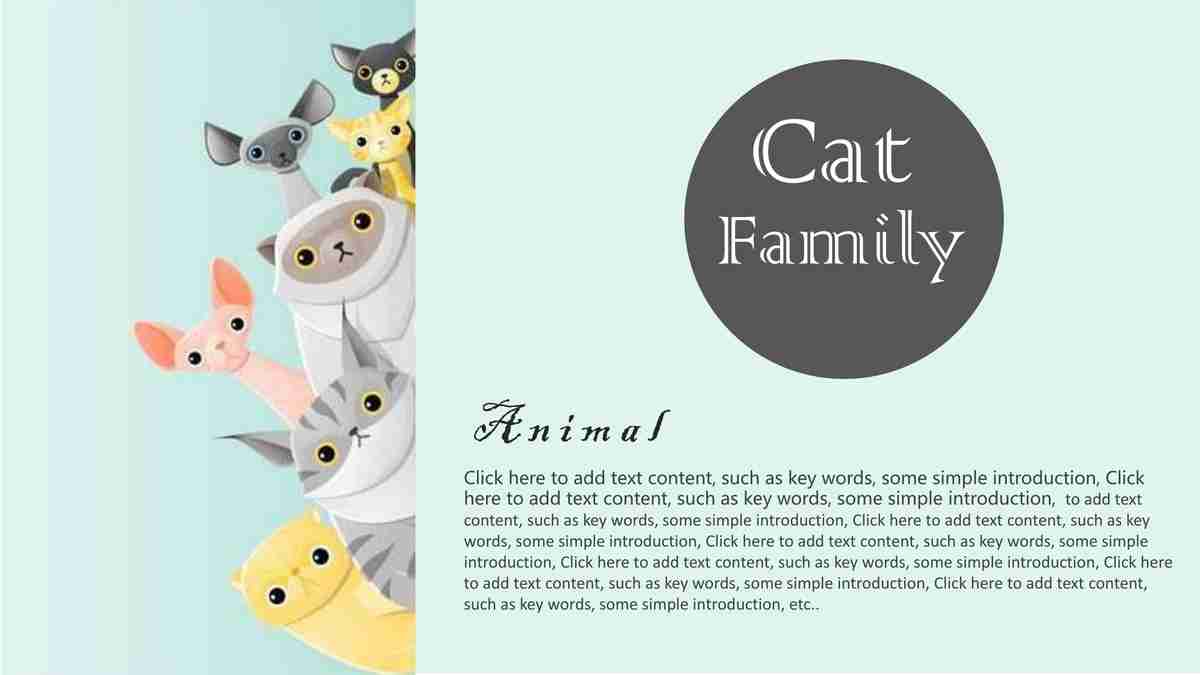 Cat
Family
Animal
Click here to add text content, such as key words, some simple introduction, Click
here to add text content, such as key words, some simple introduction, to add text
content, such as key words, some simple introduction, Click here to add text content, such as key
words, some simple introduction, Click here to add text content, such as key words, some simple
introduction, Click here to add text content, such as key words, some simple introduction, Click here
to add text content, such as key words, some simple introduction, Click here to add text content,
such as key words, some simple introduction, etc..